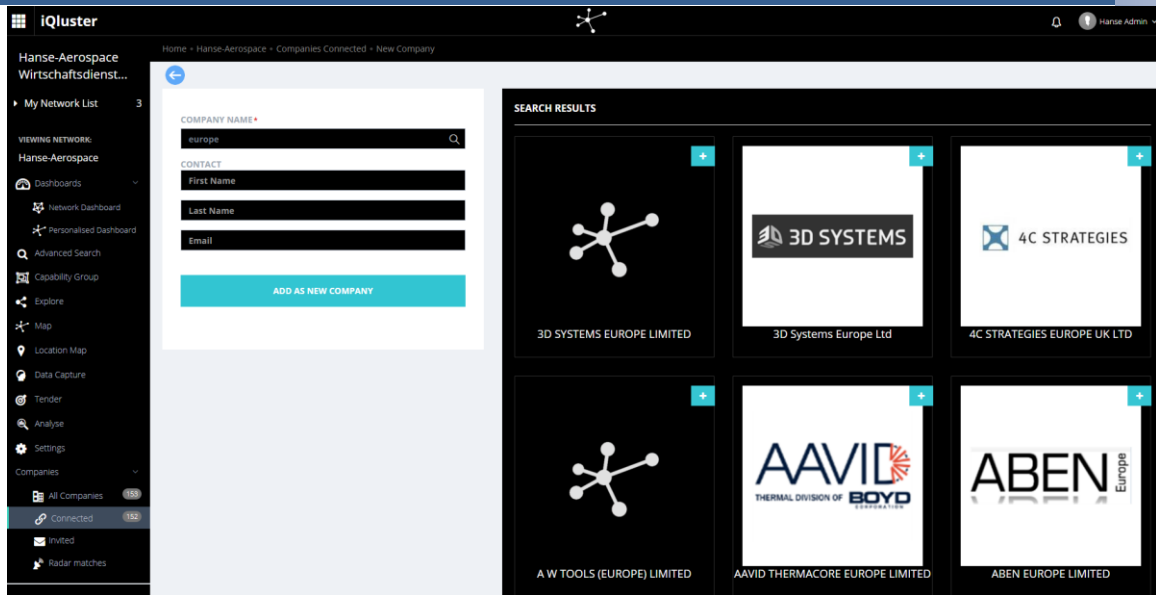 iQluster
Hanse Admin
Hanse-Aerospace
Wirtschaftsdienst...
My Network List 3
VIEWING NETWORK:
Hanse-Aerospace
Dashboards
Network Dashboard
Personalised Dashboard
Advanced Search
Capability Group
Explore
Map
Location Map
Data Capture
Tender
Analyse
Settings
Companies
All Companies 153
Connected 152
Invited
Radar matches
Home • Hanse-Aerospace • Companies Connected • New Company
COMPANY NAME*
europe
CONTACT
First Name
Last Name
Email
ADD AS NEW COMPANY
SEARCH RESULTS
+
3D SYSTEMS EUROPE LIMITED
+
3D SYSTEMS
3D Systems Europe Ltd
+
4C STRATEGIES
4C STRATEGIES EUROPE UK LTD
+
A W TOOLS (EUROPE) LIMITED
+
AAVID
THERMAL DIVISION OF BOYD
CORPORATION
AAVID THERMACORE EUROPE LIMITED
+
ABEN Europe
ABEN EUROPE LIMITED